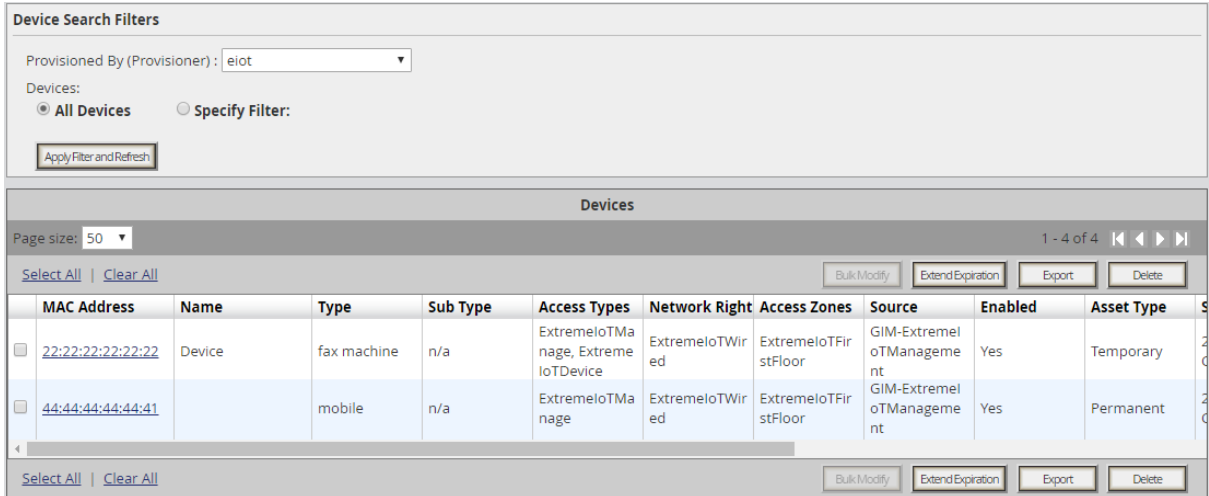 Device Search Filters
Provisioned By (Provisioner) : eiot
Devices:
All Devices Specify Filter:
Apply Filter and Refresh
Devices
Page size: 50 1 - 4 of 4
Select All | Clear All Bulk Modify Extend Expiration Export Delete
MAC Address Name Type Sub Type Access Types Network Right Access Zones Source Enabled Asset Type S
22:22:22:22:22:22 Device fax machine n/a ExtremeIoTMa
nage, Extreme
IoTDevice ExtremeIoTWir
ed ExtremeIoTFir
stFloor GIM-ExtremeI
oTManageme
nt Yes Temporary 2
44:44:44:44:44:41 mobile n/a ExtremeIoTMa
nage ExtremeIoTWir
ed ExtremeIoTFir
stFloor GIM-ExtremeI
oTManageme
nt Yes Permanent 2
Select All | Clear All Bulk Modify Extend Expiration Export Delete